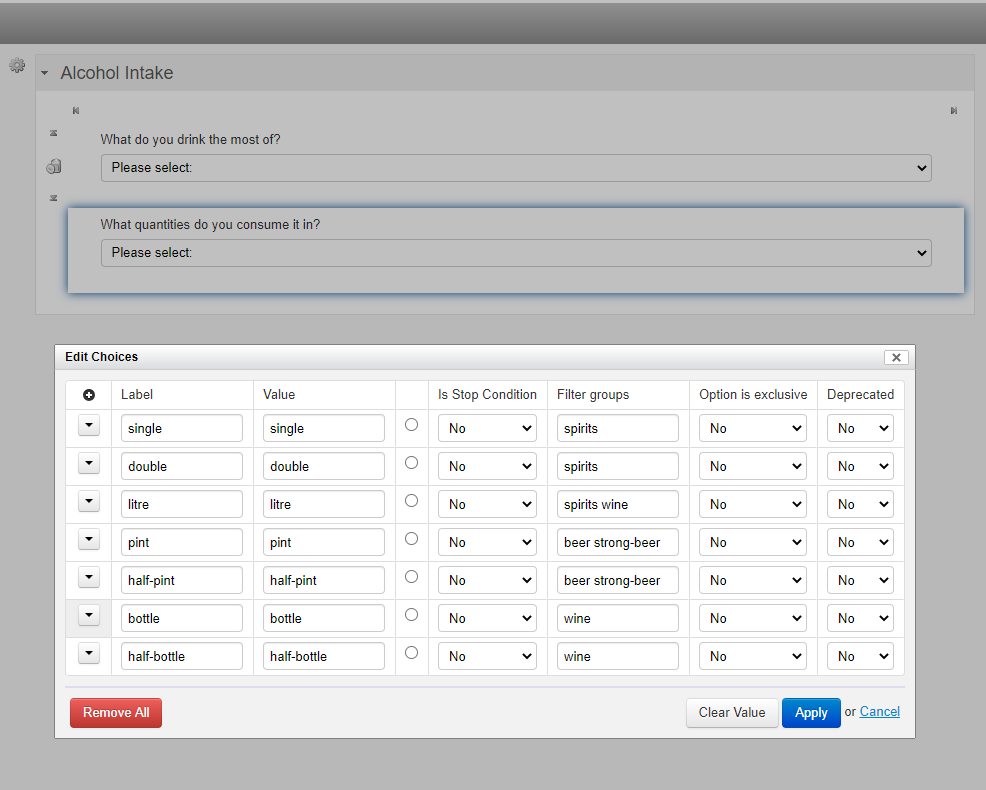 Alcohol Intake
What do you drink the most of?
Please select:
What quantities do you consume it in?
Please select:
Edit Choices
Label Value Is Stop Condition Filter groups Option is exclusive Deprecated
single single No spirits No No
double double No spirits No No
litre litre No spirits wine No No
pint pint No beer strong-beer No No
half-pint half-pint No beer strong-beer No No
bottle bottle No wine No No
half-bottle half-bottle No wine No No
Remove All Clear Value Apply or Cancel